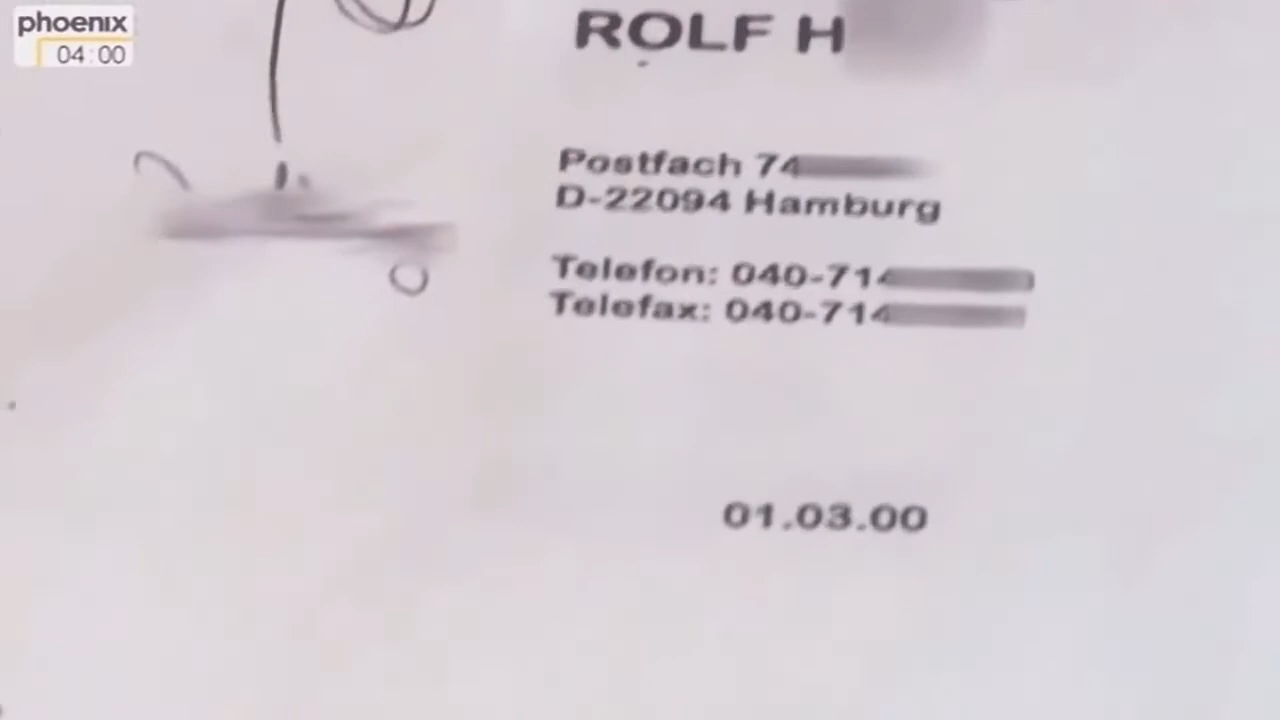 phoenix
04:00
ROLF H
Postfach 74
D-22094 Hamburg
Telefon: 040-714
Telefax: 040-714
01.03.00